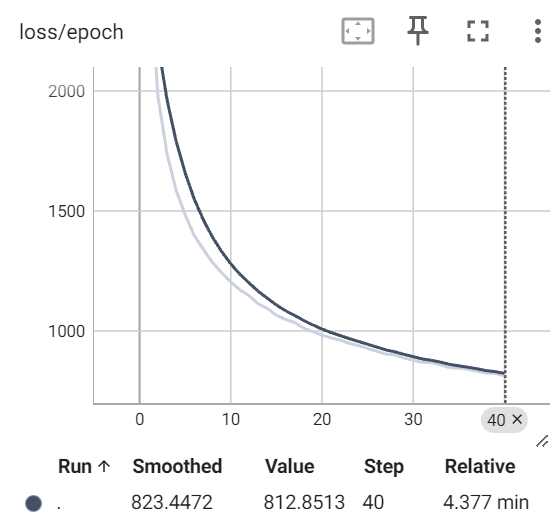 loss/epoch
2000
1500
1000
0 10 20 30 40 ×
Run ↑ Smoothed Value Step Relative
. 823.4472 812.8513 40 4.377 min